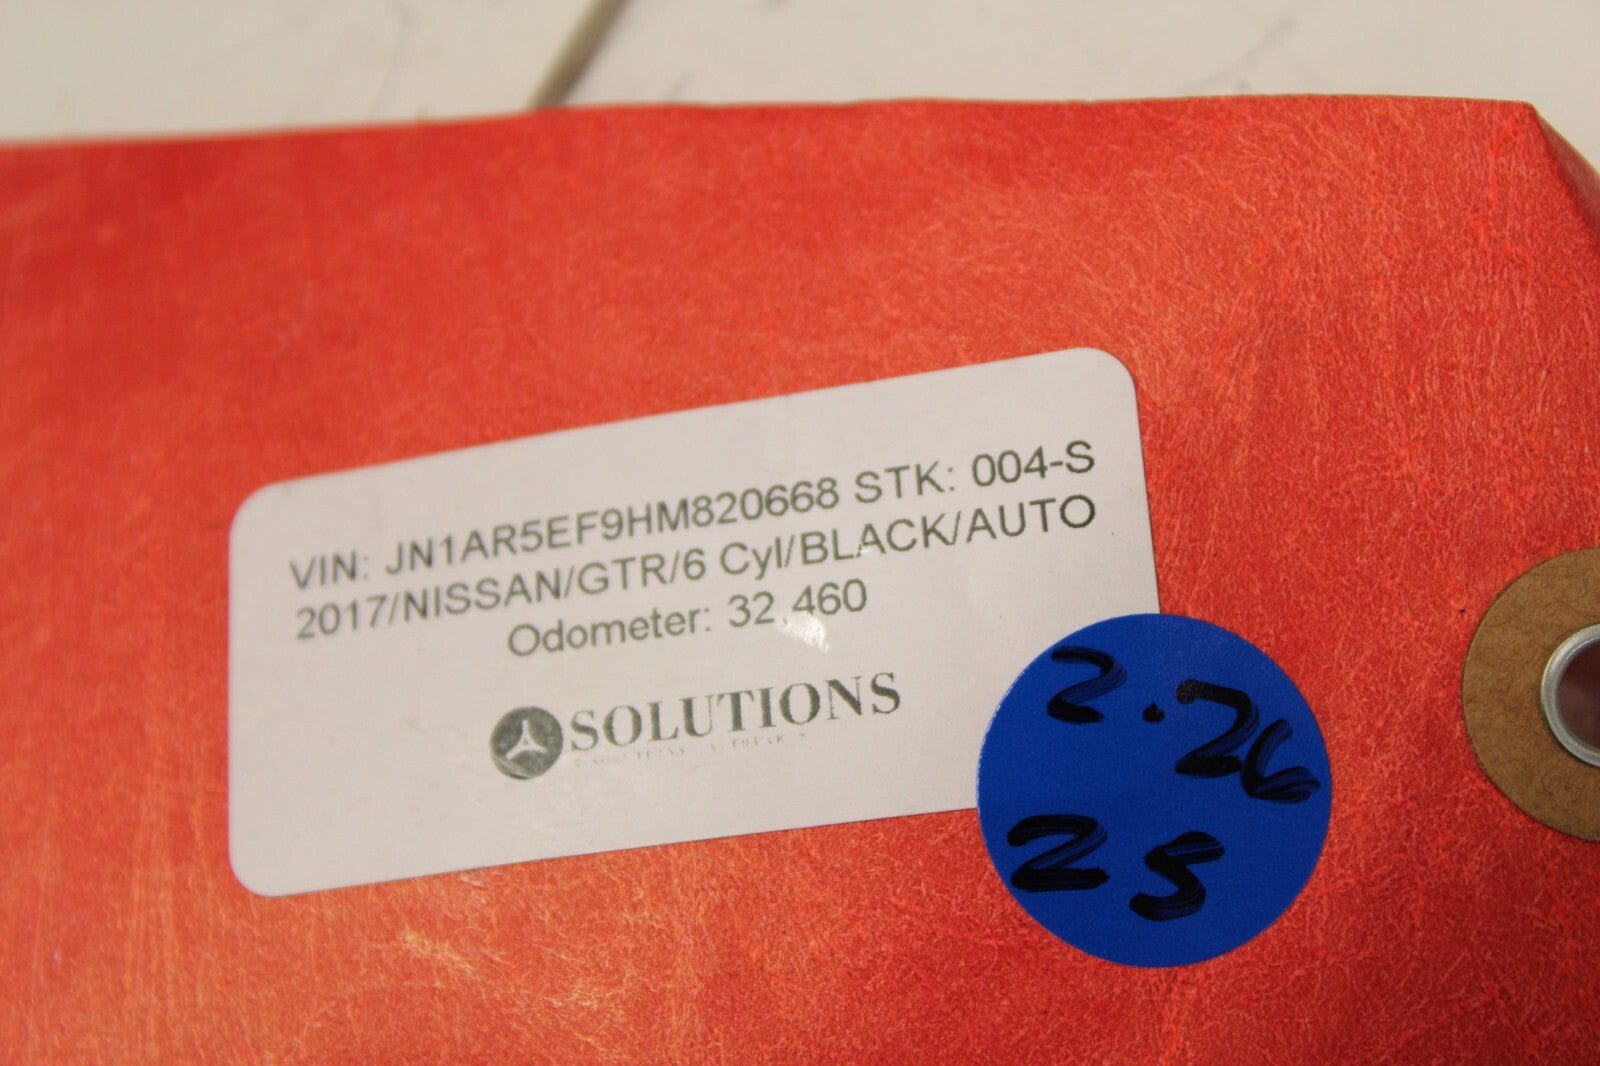 VIN: JN1AR5EF9HM820668 STK: 004-S
2017/NISSAN/GTR/6 Cyl/BLACK/AUTO
Odometer: 32,460
SOLUTIONS
2.26
25